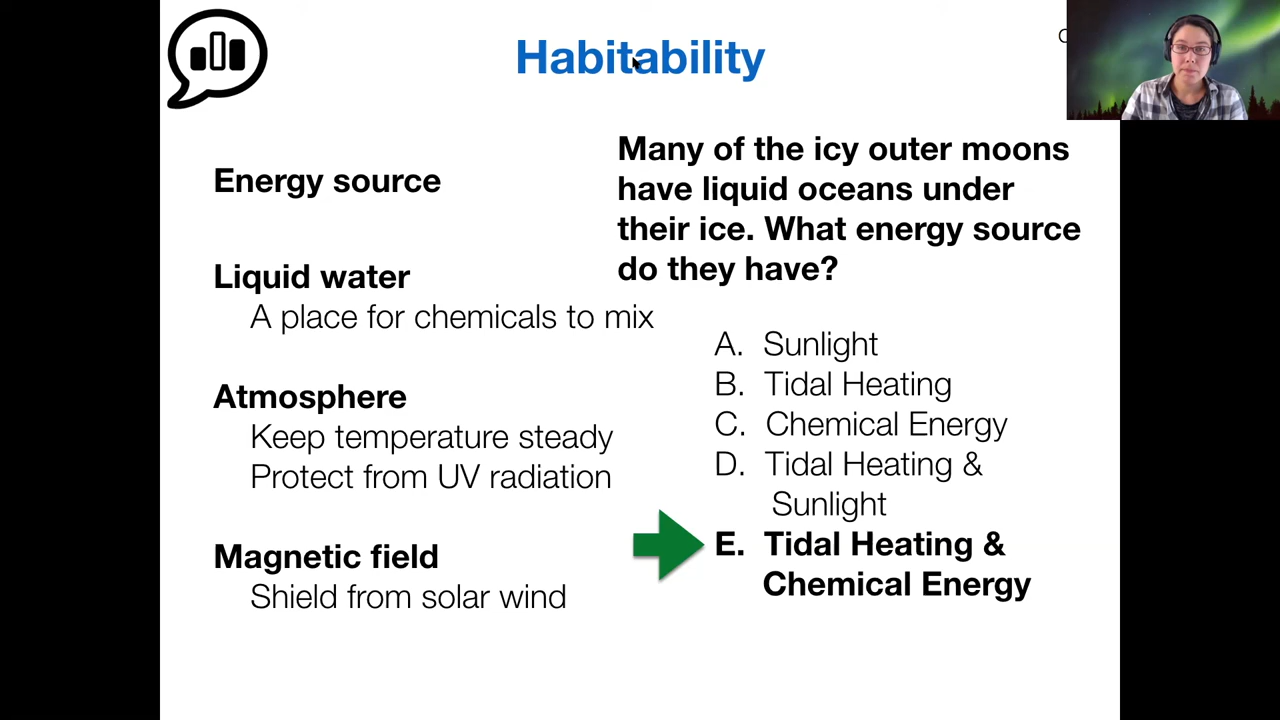 Habitability
Energy source
Liquid water
A place for chemicals to mix
Atmosphere
Keep temperature steady
Protect from UV radiation
Magnetic field
Shield from solar wind
Many of the icy outer moons
have liquid oceans under
their ice. What energy source
do they have?
A. Sunlight
B. Tidal Heating
C. Chemical Energy
D. Tidal Heating &
Sunlight
E. Tidal Heating &
Chemical Energy